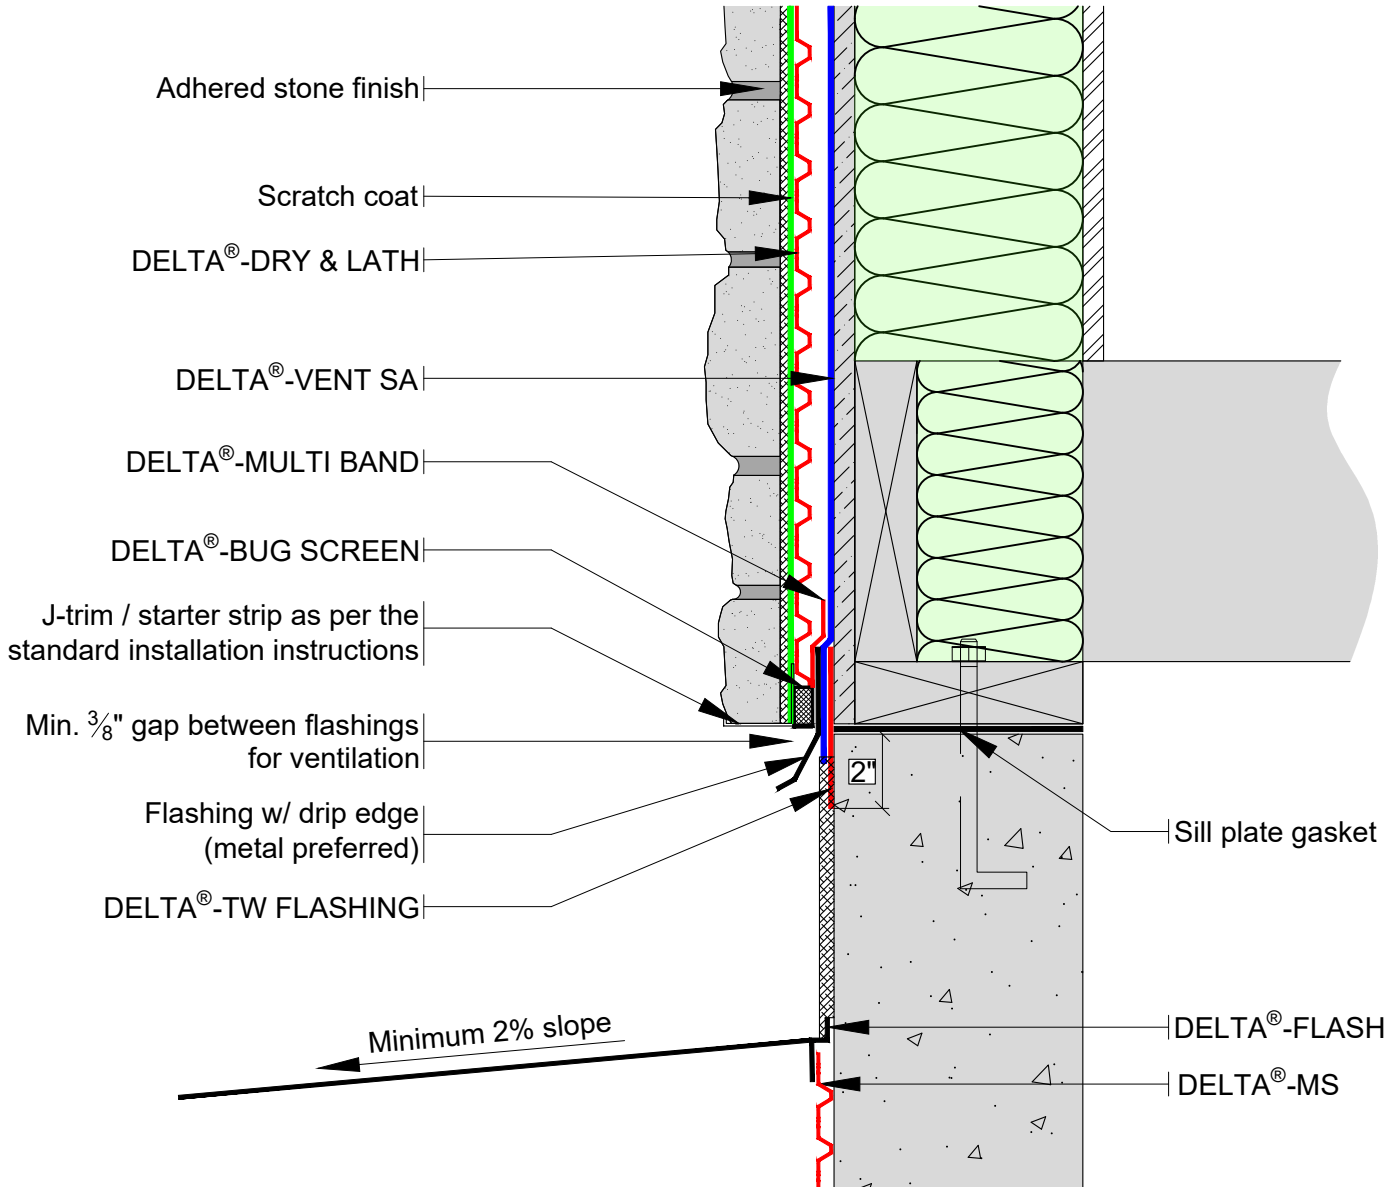 Adhered stone finish
Scratch coat
DELTA®-DRY & LATH
DELTA®-VENT SA
DELTA®-MULTI BAND
DELTA®-BUG SCREEN
J-trim / starter strip as per the
standard installation instructions
Min. ⅜" gap between flashings
for ventilation
2"
Flashing w/ drip edge
(metal preferred)
Sill plate gasket
DELTA®-TW FLASHING
Minimum 2% slope
DELTA®-FLASH
DELTA®-MS